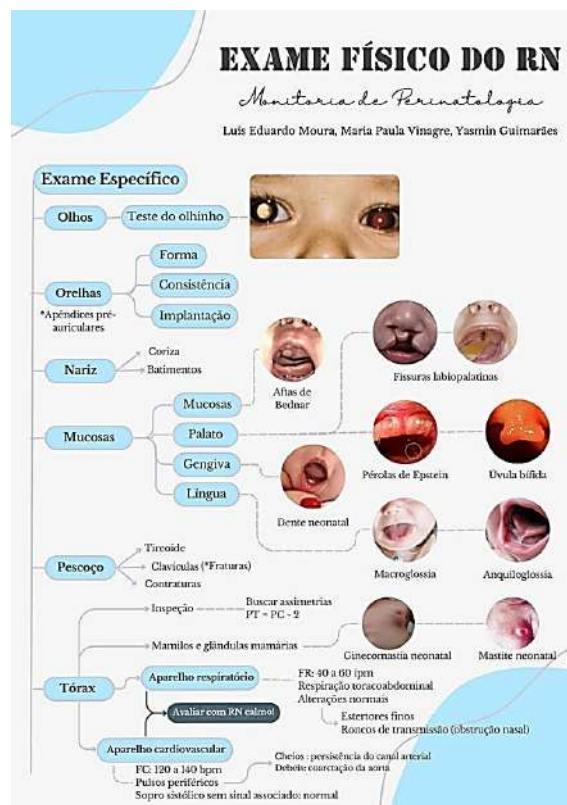 EXAME FÍSICO DO RN
Monitoria de Perinatologia
Luís Eduardo Moura, Maria Paula Vinagre, Yasmin Guimarães
Exame Específico
Olhos
Teste do olhinho
Forma
Orelhas
Consistência
*Apêndices pré-
auriculares
Implantação
Nariz
Coriza
Batimentos
Mucosas
Mucosas
Palato
Gengiva
Língua
Aftas de
Bednar
Fissuras labiopalatinas
Pérolas de Epstein
Úvula bífida
Dente neonatal
Macroglossia
Anquiloglossia
Pescoço
Tireoide
Clavículas (*Fraturas)
Contraturas
Tórax
Inspeção
Buscar assimetrias
PT = PC - 2
Mamilos e glândulas mamárias
Ginecomastia neonatal
Mastite neonatal
Aparelho respiratório
FR: 40 a 60 ipm
Respiração toracoabdominal
Alterações normais
Estertores finos
Roncos de transmissão (obstrução nasal)
Avaliar com RN calmo!
Aparelho cardiovascular
FC: 120 a 140 bpm
Pulsos periféricos
Cheios : persistência do canal arterial
Débeis: coarctação da aorta
Sopro sistólico sem sinal associado: normal